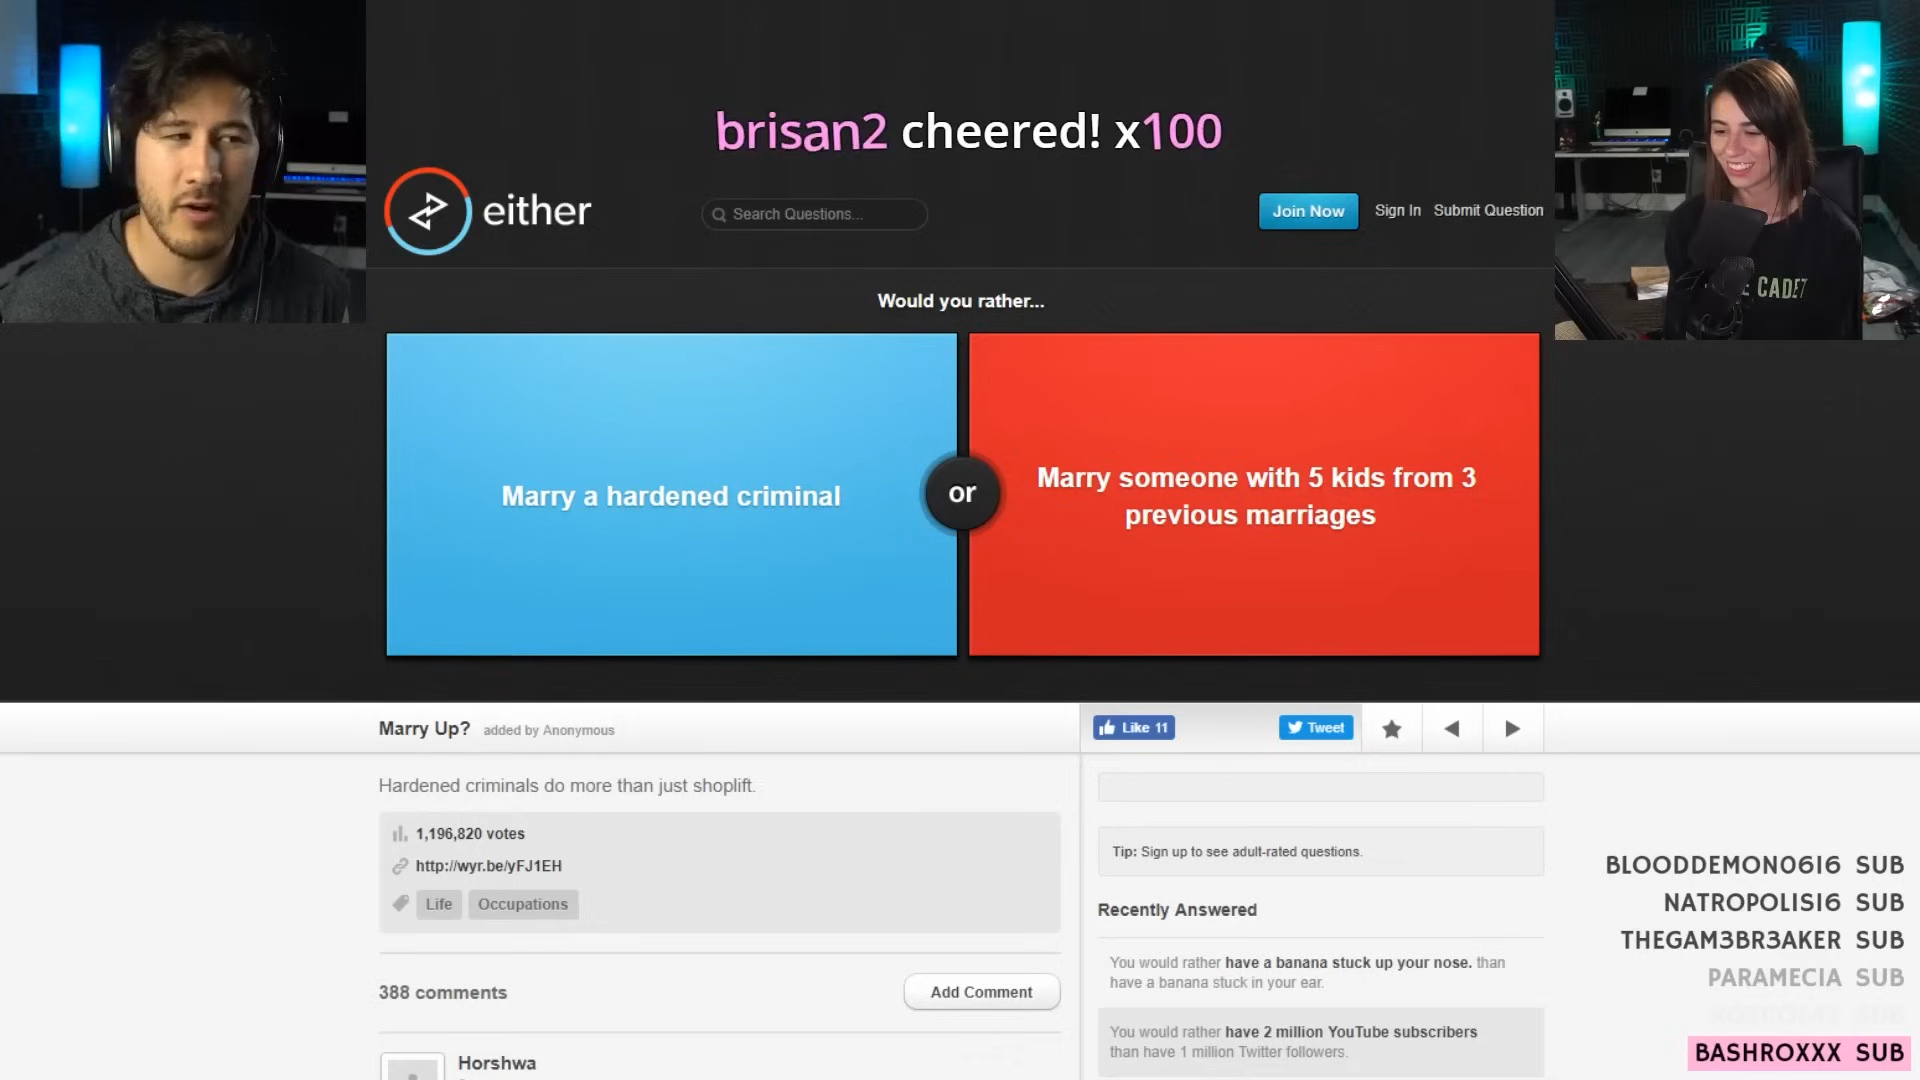 brisan2 cheered! x100
either
Search Questions...
Join Now
Sign In
Submit Question
Would you rather...
Marry a hardened criminal
or
Marry someone with 5 kids from 3
previous marriages
CADET
Marry Up? added by Anonymous
Like 11
Tweet
Hardened criminals do more than just shoplift.
1,196,820 votes
http://wyr.be/yFJ1EH
Life
Occupations
388 comments
Add Comment
Horshwa
Tip: Sign up to see adult-rated questions.
Recently Answered
You would rather have a banana stuck up your nose. than
have a banana stuck in your ear.
You would rather have 2 million YouTube subscribers
than have 1 million Twitter followers.
BLOODDEMON0616 SUB
NATROPOLIS16 SUB
THEGAM3BR3AKER SUB
PARAMECIA SUB
BASHROXXX SUB